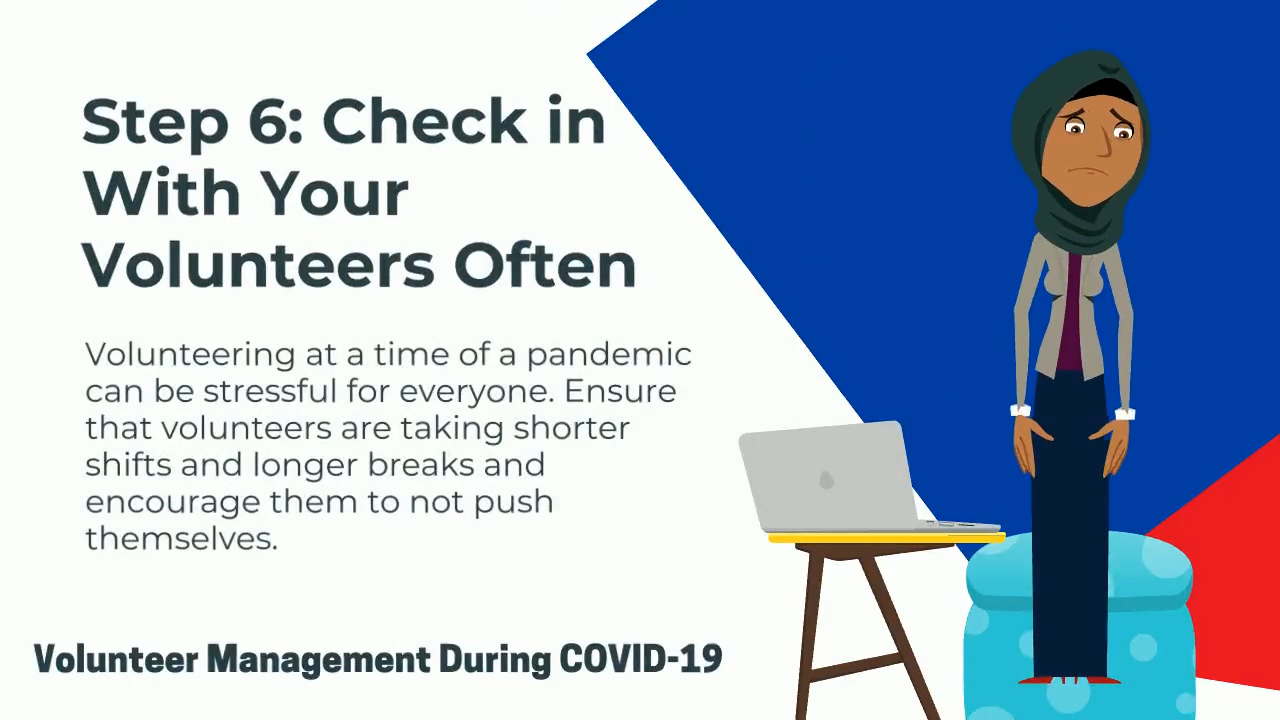 Step 6: Check in
With Your
Volunteers Often
Volunteering at a time of a pandemic
can be stressful for everyone. Ensure
that volunteers are taking shorter
shifts and longer breaks and
encourage them to not push
themselves.
Volunteer Management During COVID-19